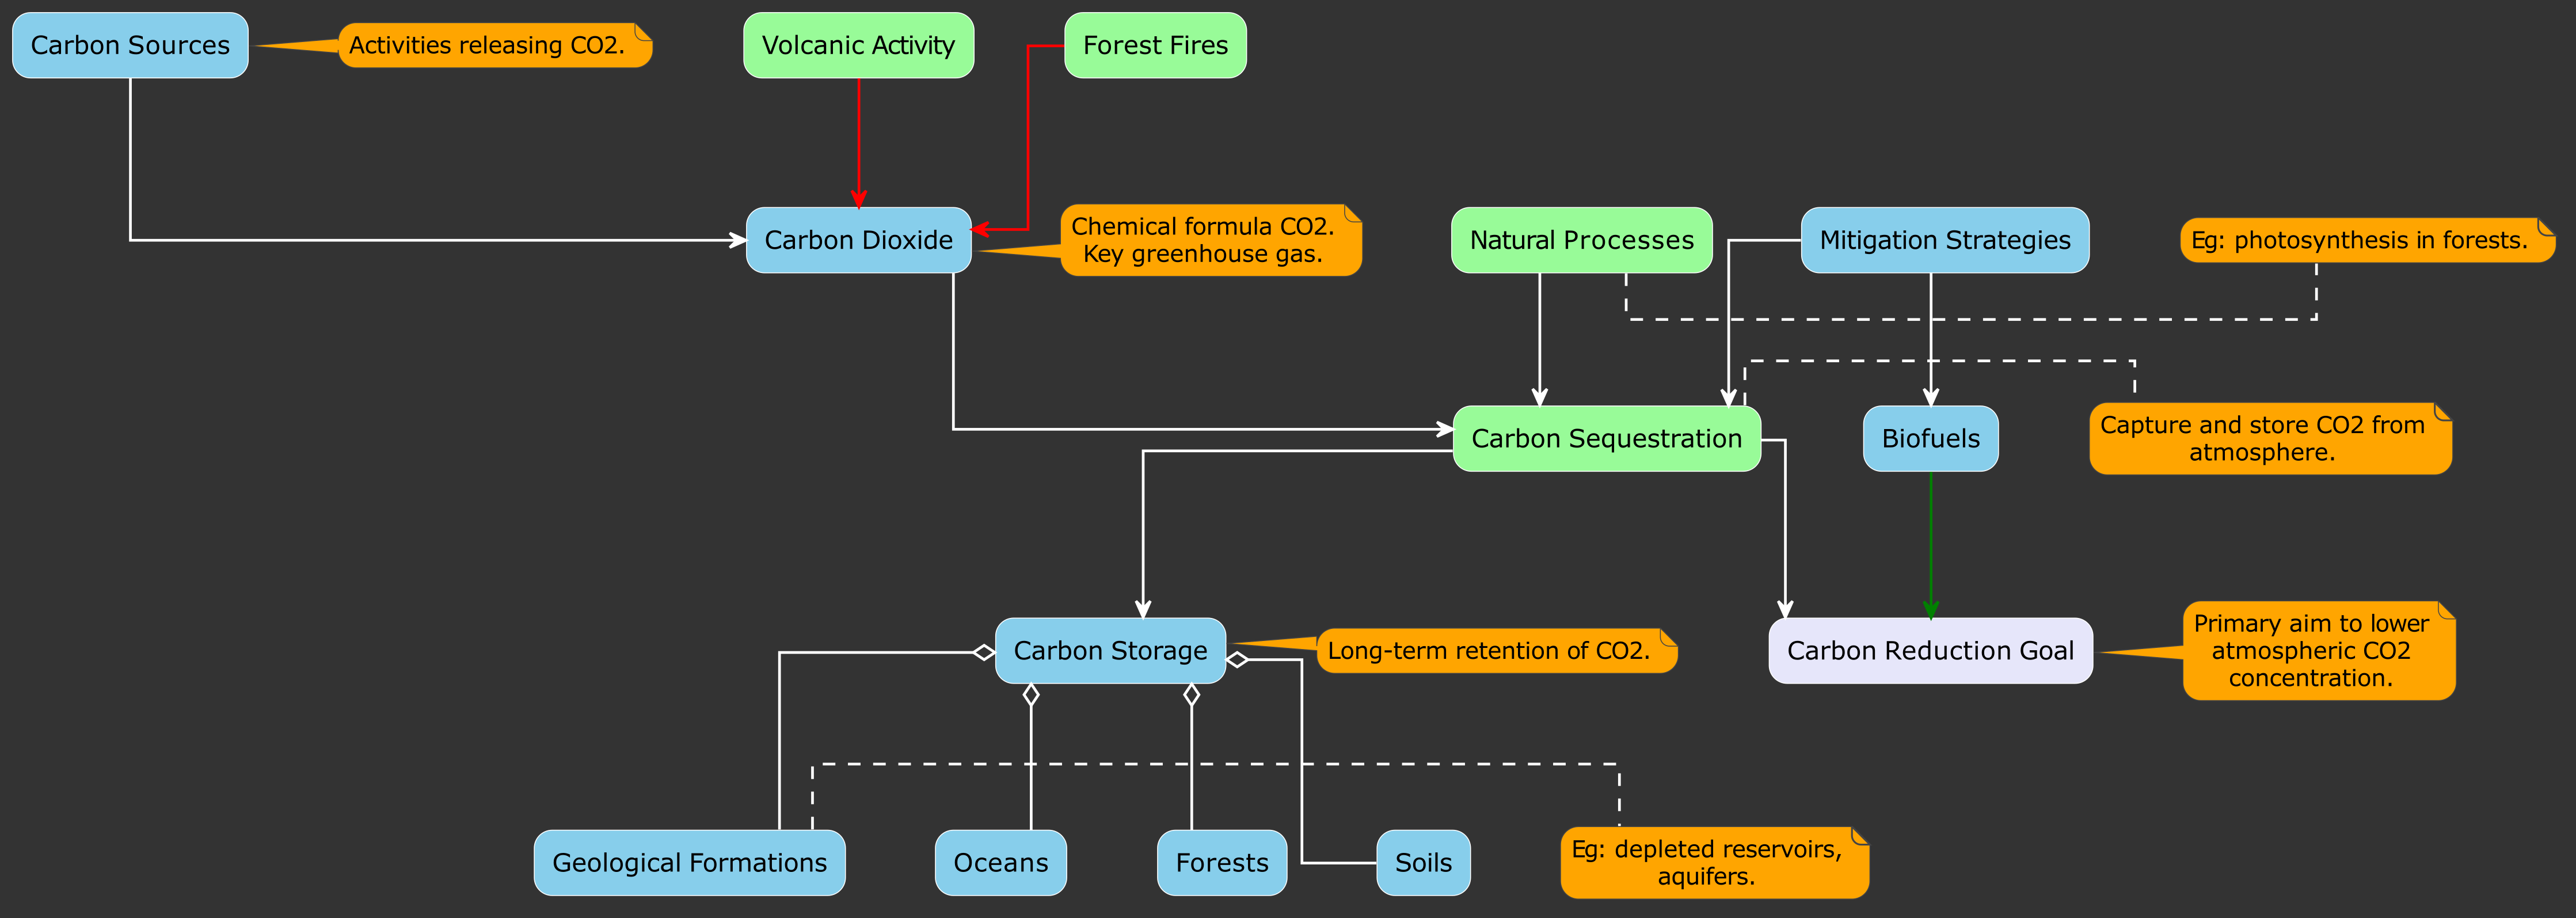 Carbon Sources
Activities releasing CO2.
Volcanic Activity
Forest Fires
Carbon Dioxide
Chemical formula CO2.
Key greenhouse gas.
Natural Processes
Mitigation Strategies
Eg: photosynthesis in forests.
Carbon Sequestration
Biofuels
Capture and store CO2 from
atmosphere.
Carbon Storage
Long-term retention of CO2.
Carbon Reduction Goal
Primary aim to lower
atmospheric CO2
concentration.
Geological Formations
Oceans
Forests
Soils
Eg: depleted reservoirs,
aquifers.